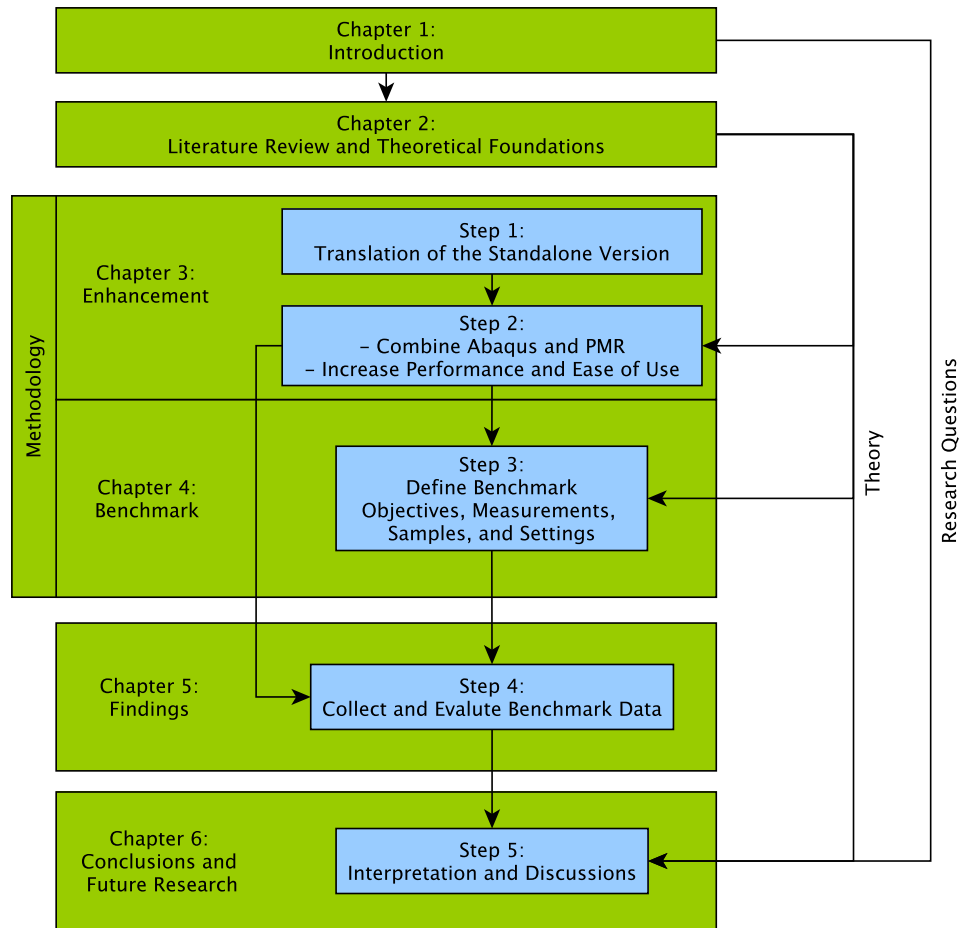 Chapter 1:
Introduction
Chapter 2:
Literature Review and Theoretical Foundations
Methodology
Chapter 3:
Enhancement
Step 1:
Translation of the Standalone Version
Step 2:
– Combine Abaqus and PMR
– Increase Performance and Ease of Use
Chapter 4:
Benchmark
Step 3:
Define Benchmark
Objectives, Measurements,
Samples, and Settings
Theory
Research Questions
Chapter 5:
Findings
Step 4:
Collect and Evalute Benchmark Data
Chapter 6:
Conclusions and
Future Research
Step 5:
Interpretation and Discussions